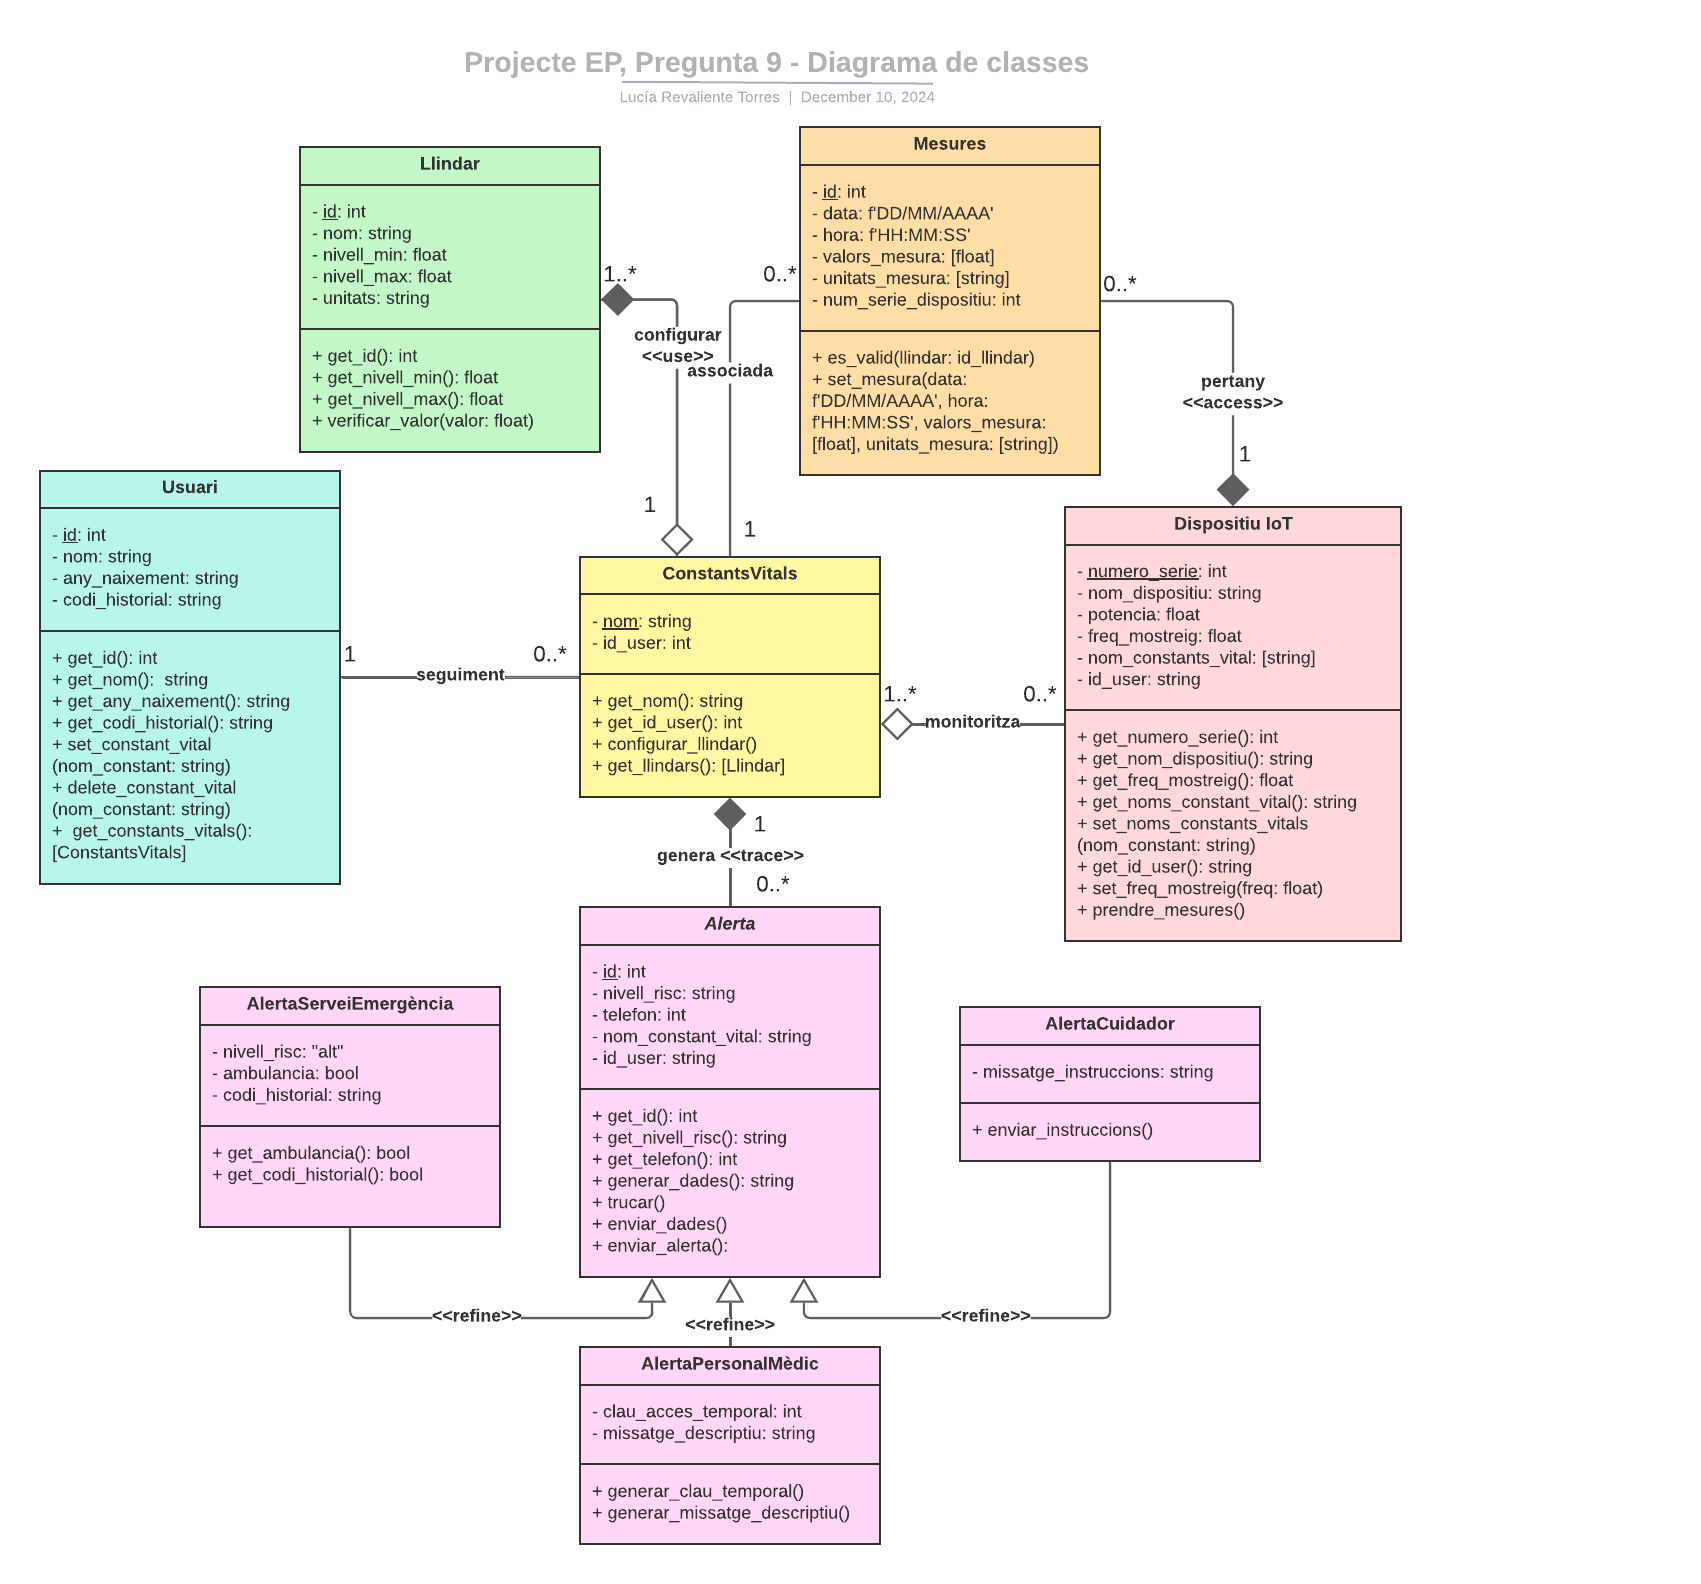 Projecte EP, Pregunta 9 - Diagrama de classes
Lucía Revaliente Torres | December 10, 2024
Llindar
- id: int
- nom: string
- nivell_min: float
- nivell_max: float
- unitats: string
+ get_id(): int
+ get_nivell_min(): float
+ get_nivell_max(): float
+ verificar_valor(valor: float)
Mesures
- id: int
- data: f'DD/MM/AAAA'
- hora: f'HH:MM:SS'
- valors_mesura: [float]
- unitats_mesura: [string]
- num_serie_dispositiu: int
+ es_valid(llindar: id_llindar)
+ set_mesura(data:
f'DD/MM/AAAA', hora:
f'HH:MM:SS', valors_mesura:
[float], unitats_mesura: [string])
1..*
configurar
<<use>>
1
0..*
associada
1
0..*
pertany
<<access>>
1
Usuari
- id: int
- nom: string
- any_naixement: string
- codi_historial: string
+ get_id(): int
+ get_nom():  string
+ get_any_naixement(): string
+ get_codi_historial(): string
+ set_constant_vital
(nom_constant: string)
+ delete_constant_vital
(nom_constant: string)
+  get_constants_vitals():
[ConstantsVitals]
1
seguiment
0..*
ConstantsVitals
- nom: string
- id_user: int
+ get_nom(): string
+ get_id_user(): int
+ configurar_llindar()
+ get_llindars(): [Llindar]
1..*
monitoritza
0..*
Dispositiu IoT
- numero_serie: int
- nom_dispositiu: string
- potencia: float
- freq_mostreig: float
- nom_constants_vital: [string]
- id_user: string
+ get_numero_serie(): int
+ get_nom_dispositiu(): string
+ get_freq_mostreig(): float
+ get_noms_constant_vital(): string
+ set_noms_constants_vitals
(nom_constant: string)
+ get_id_user(): string
+ set_freq_mostreig(freq: float)
+ prendre_mesures()
1
genera <<trace>>
0..*
Alerta
- id: int
- nivell_risc: string
- telefon: int
- nom_constant_vital: string
- id_user: string
+ get_id(): int
+ get_nivell_risc(): string
+ get_telefon(): int
+ generar_dades(): string
+ trucar()
+ enviar_dades()
+ enviar_alerta():
AlertaServeiEmergència
- nivell_risc: "alt"
- ambulancia: bool
- codi_historial: string
+ get_ambulancia(): bool
+ get_codi_historial(): bool
AlertaCuidador
- missatge_instruccions: string
+ enviar_instruccions()
<<refine>>
<<refine>>
<<refine>>
AlertaPersonalMèdic
- clau_acces_temporal: int
- missatge_descriptiu: string
+ generar_clau_temporal()
+ generar_missatge_descriptiu()